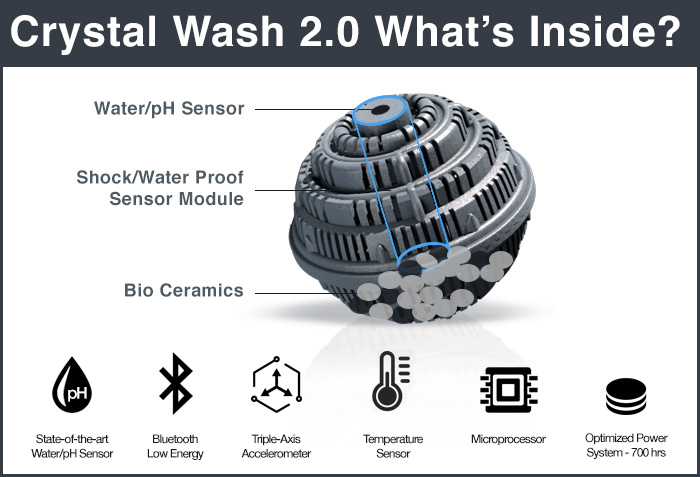 Crystal Wash 2.0 What's Inside?
Water/pH Sensor
Shock/Water Proof
Sensor Module
Bio Ceramics
pH
State-of-the-art
Water/pH Sensor
Bluetooth
Low Energy
Triple-Axis
Accelerometer
Temperature
Sensor
Microprocessor
Optimized Power
System - 700 hrs